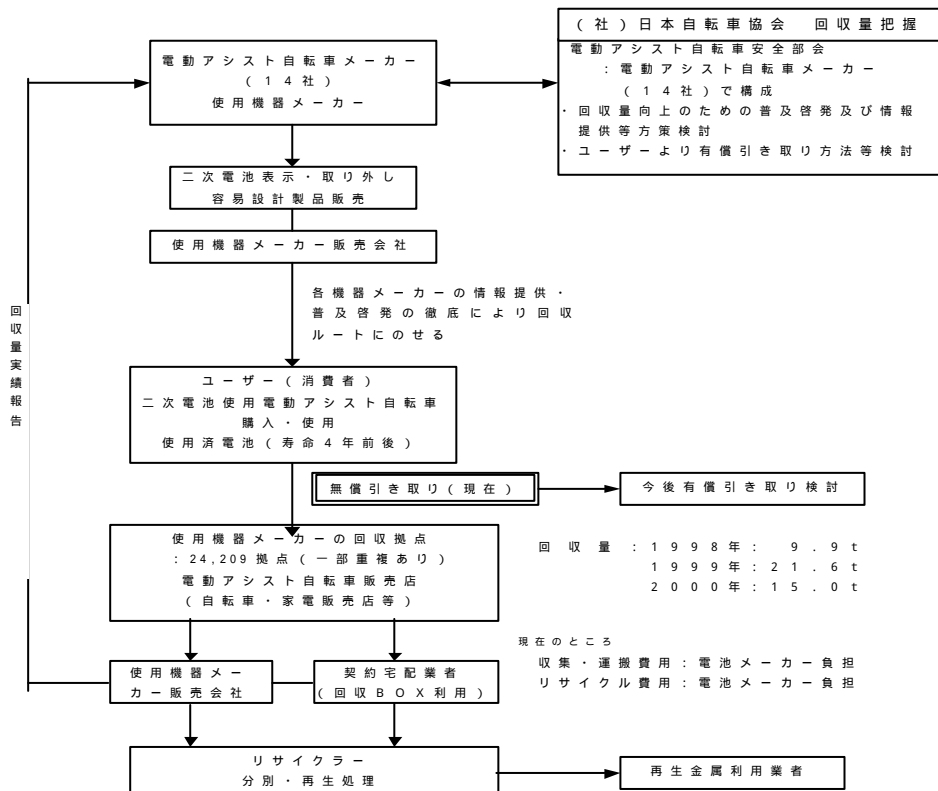 (社)日本自転車協会　回収量把握
電動アシスト自転車安全部会
：電動アシスト自転車メーカー
(14社)で構成
・回収量向上のための普及啓発及び情報
提供等方策検討
・ユーザーより有償引き取り方法等検討
電動アシスト自転車メーカー
(14社)
使用機器メーカー
二次電池表示・取り外し
容易設計製品販売
使用機器メーカー販売会社
各機器メーカーの情報提供・
普及啓発の徹底により回収
ルートにのせる
回収量実績報告
ユーザー(消費者)
二次電池使用電動アシスト自転車
購入・使用
使用済電池(寿命4年前後)
無償引き取り(現在)
今後有償引き取り検討
使用機器メーカーの回収拠点
：24,209拠点(一部重複あり)
電動アシスト自転車販売店
(自転車・家電販売店等)
回収量：1998年：9.9t
1999年：21.6t
2000年：15.0t
現在のところ
収集・運搬費用：電池メーカー負担
リサイクル費用：電池メーカー負担
使用機器メー
カー販売会社
契約宅配業者
(回収BOX利用)
リサイクラー
分別・再生処理
再生金属利用業者